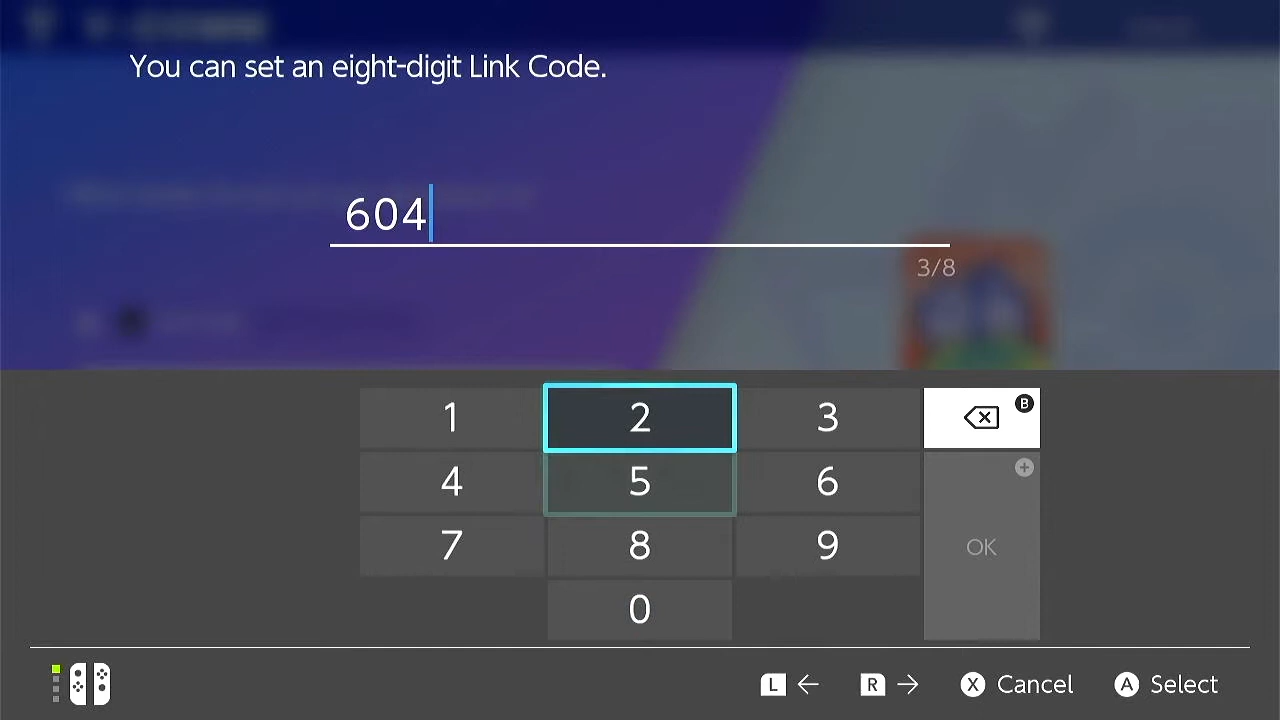 You can set an eight-digit Link Code.
604
3/8
1 2 3 B
4 5 6 +
7 8 9 OK
0
L ← R → X Cancel A Select